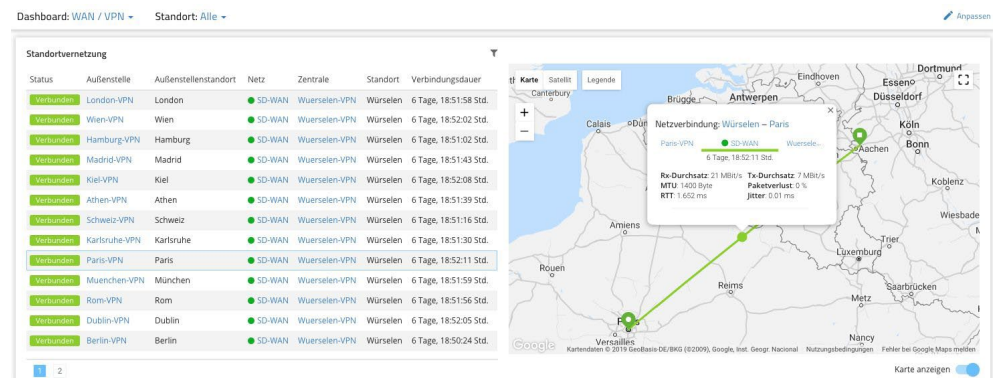 Dashboard: WAN / VPN Standort: Alle Anpassen
Standortvernetzung
Status Außenstelle Außenstellenstandort Netz Zentrale Standort Verbindungsdauer
Verbunden London-VPN London SD-WAN Wuerselen-VPN Würselen 6 Tage, 18:51:58 Std.
Verbunden Wien-VPN Wien SD-WAN Wuerselen-VPN Würselen 6 Tage, 18:52:02 Std.
Verbunden Hamburg-VPN Hamburg SD-WAN Wuerselen-VPN Würselen 6 Tage, 18:51:02 Std.
Verbunden Madrid-VPN Madrid SD-WAN Wuerselen-VPN Würselen 6 Tage, 18:51:43 Std.
Verbunden Kiel-VPN Kiel SD-WAN Wuerselen-VPN Würselen 6 Tage, 18:52:08 Std.
Verbunden Athen-VPN Athen SD-WAN Wuerselen-VPN Würselen 6 Tage, 18:51:39 Std.
Verbunden Schweiz-VPN Schweiz SD-WAN Wuerselen-VPN Würselen 6 Tage, 18:51:16 Std.
Verbunden Karlsruhe-VPN Karlsruhe SD-WAN Wuerselen-VPN Würselen 6 Tage, 18:51:30 Std.
Verbunden Paris-VPN Paris SD-WAN Wuerselen-VPN Würselen 6 Tage, 18:52:11 Std.
Verbunden Muenchen-VPN München SD-WAN Wuerselen-VPN Würselen 6 Tage, 18:51:59 Std.
Verbunden Rom-VPN Rom SD-WAN Wuerselen-VPN Würselen 6 Tage, 18:51:56 Std.
Verbunden Dublin-VPN Dublin SD-WAN Wuerselen-VPN Würselen 6 Tage, 18:52:05 Std.
Verbunden Berlin-VPN Berlin SD-WAN Wuerselen-VPN Würselen 6 Tage, 18:50:24 Std.
1 2
Karte Satellit Legende
Canterbury
Eindhoven
Dortmund
Essen
Brügge
Antwerpen
Düsseldorf
Calais
Köln
Aachen
Bonn
Netzverbindung: Würselen – Paris
Paris-VPN SD-WAN Wuersele..
6 Tage, 18:52:11 Std.
Rx-Durchsatz: 21 MBit/s Tx-Durchsatz: 7 MBit/s
MTU: 1400 Byte Paketverlust: 0 %
RTT: 1.652 ms Jitter: 0.01 ms
Koblenz
Wiesbade
Amiens
Trier
Luxemburg
Rouen
Reims
Saarbrücken
Metz
Versailles
Nancy
Google
Kartendaten © 2019 GeoBasis-DE/BKG (©2009), Google, Inst. Geogr. Nacional Nutzungsbedingungen Fehler bei Google Maps melden
Karte anzeigen